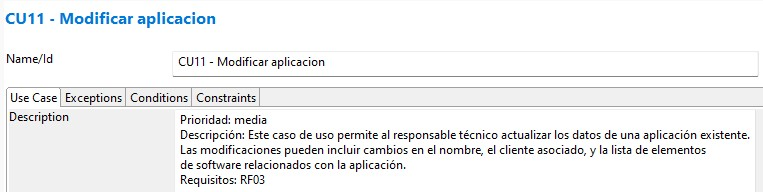 CU11 - Modificar aplicacion
Name/Id
CU11 - Modificar aplicacion
Use Case Exceptions Conditions Constraints
Description
Prioridad: media
Descripción: Este caso de uso permite al responsable técnico actualizar los datos de una aplicación existente.
Las modificaciones pueden incluir cambios en el nombre, el cliente asociado, y la lista de elementos
de software relacionados con la aplicación.
Requisitos: RF03